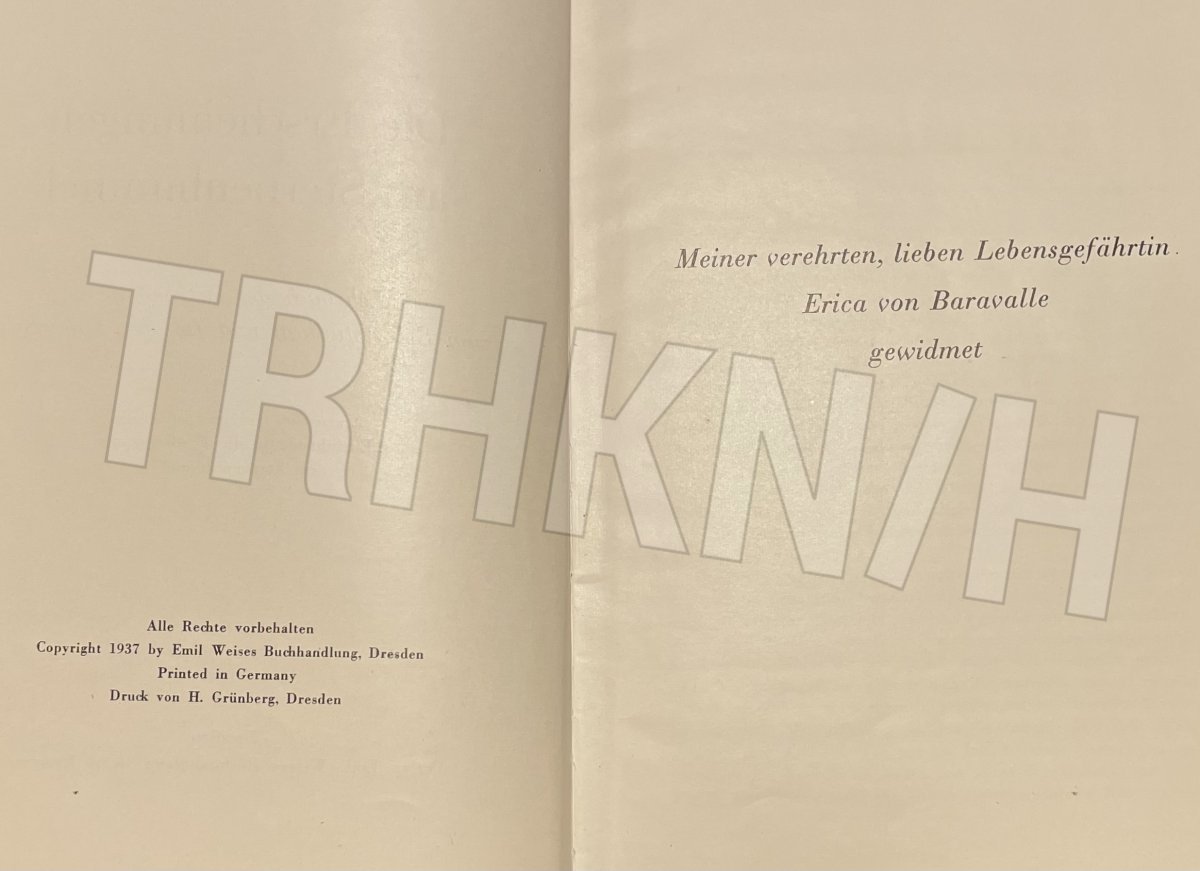 Alle Rechte vorbehalten
Copyright 1937 by Emil Weises Buchhandlung, Dresden
Printed in Germany
Druck von H. Grünberg, Dresden
Meiner verehrten, lieben Lebensgefährtin
Erica von Baravalle
gewidmet
TRHKN/H